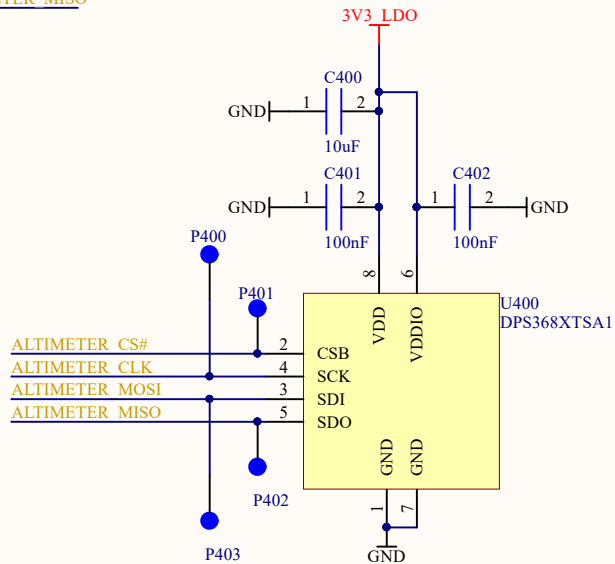 3V3_LDO
C400
GND 1 2
10uF
C401
C402
GND 1 2
1 2 GND
100nF
100nF
P400
8
6
P401
U400
DPS368XTSA1
VDD
VDDIO
ALTIMETER_CS# 2 CSB
ALTIMETER_CLK 4 SCK
ALTIMETER_MOSI 3 SDI
ALTIMETER_MISO 5 SDO
GND
GND
P402
1
7
P403
GND